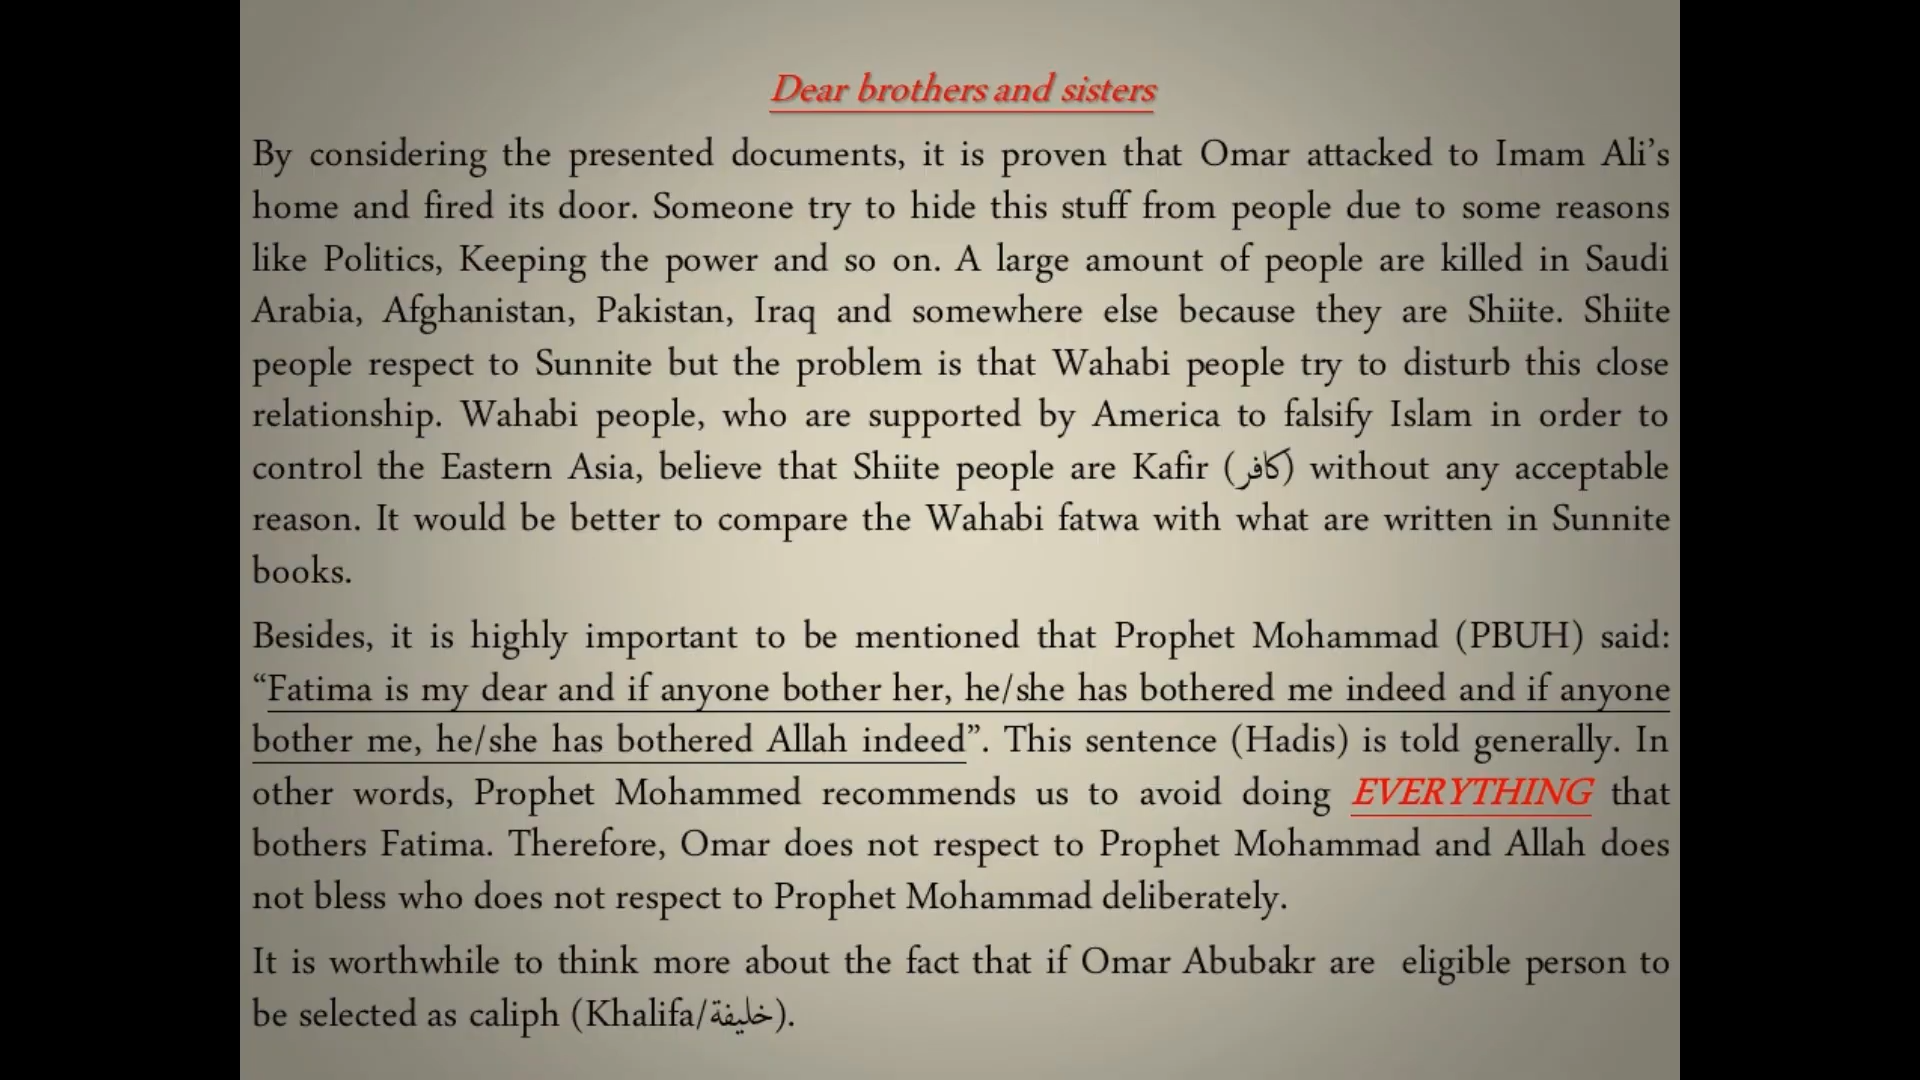 Dear brothers and sisters
By considering the presented documents, it is proven that Omar attacked to Imam Ali’s
home and fired its door. Someone try to hide this stuff from people due to some reasons
like Politics, Keeping the power and so on. A large amount of people are killed in Saudi
Arabia, Afghanistan, Pakistan, Iraq and somewhere else because they are Shiite. Shiite
people respect to Sunnite but the problem is that Wahabi people try to disturb this close
relationship. Wahabi people, who are supported by America to falsify Islam in order to
control the Eastern Asia, believe that Shiite people are Kafir (كافر) without any acceptable
reason. It would be better to compare the Wahabi fatwa with what are written in Sunnite
books.
Besides, it is highly important to be mentioned that Prophet Mohammad (PBUH) said:
“Fatima is my dear and if anyone bother her, he/she has bothered me indeed and if anyone
bother me, he/she has bothered Allah indeed”. This sentence (Hadis) is told generally. In
other words, Prophet Mohammed recommends us to avoid doing EVERYTHING that
bothers Fatima. Therefore, Omar does not respect to Prophet Mohammad and Allah does
not bless who does not respect to Prophet Mohammad deliberately.
It is worthwhile to think more about the fact that if Omar Abubakr are eligible person to
be selected as caliph (Khalifa/خليفة).